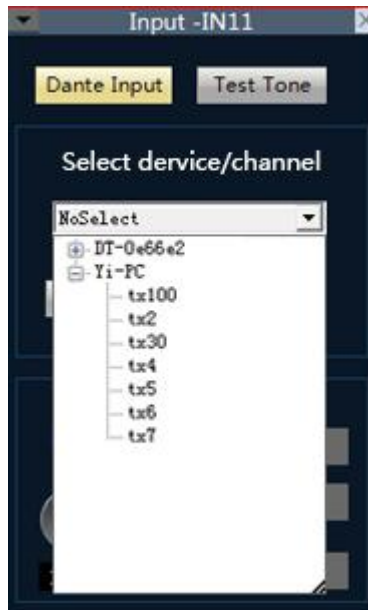 Input -IN11
Dante Input
Test Tone
Select dervice/channel
NoSelect
DT-0e66e2
Yi-PC
tx100
tx2
tx30
tx4
tx5
tx6
tx7